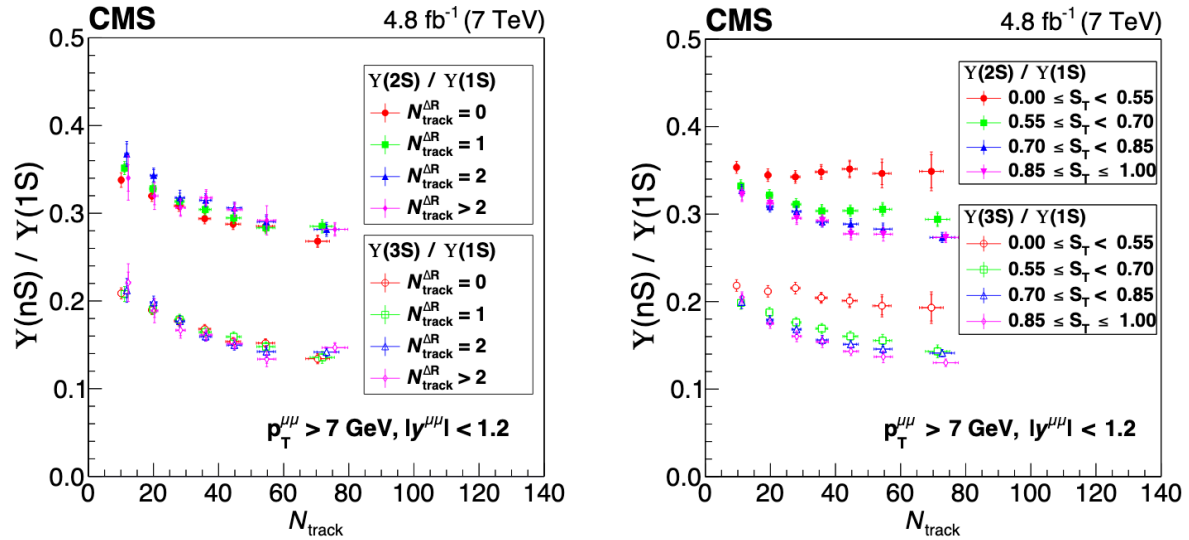 CMS 4.8 fb⁻¹ (7 TeV)
0.5
0.4
0.3
0.2
0.1
0.0
Υ(nS) / Υ(1S)
Υ(2S) / Υ(1S)
N^ΔR_track = 0
N^ΔR_track = 1
N^ΔR_track = 2
N^ΔR_track > 2
Υ(3S) / Υ(1S)
N^ΔR_track = 0
N^ΔR_track = 1
N^ΔR_track = 2
N^ΔR_track > 2
p_T^μμ > 7 GeV, |y^μμ| < 1.2
0 20 40 60 80 100 120 140
N_track
CMS 4.8 fb⁻¹ (7 TeV)
0.5
0.4
0.3
0.2
0.1
0.0
Υ(nS) / Υ(1S)
Υ(2S) / Υ(1S)
0.00 ≤ S_T < 0.55
0.55 ≤ S_T < 0.70
0.70 ≤ S_T < 0.85
0.85 ≤ S_T ≤ 1.00
Υ(3S) / Υ(1S)
0.00 ≤ S_T < 0.55
0.55 ≤ S_T < 0.70
0.70 ≤ S_T < 0.85
0.85 ≤ S_T ≤ 1.00
p_T^μμ > 7 GeV, |y^μμ| < 1.2
0 20 40 60 80 100 120 140
N_track